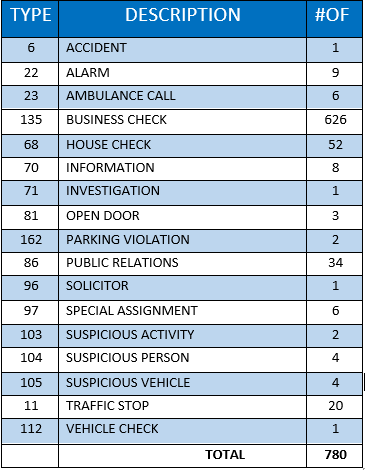 TYPE DESCRIPTION #OF
6 ACCIDENT 1
22 ALARM 9
23 AMBULANCE CALL 6
135 BUSINESS CHECK 626
68 HOUSE CHECK 52
70 INFORMATION 8
71 INVESTIGATION 1
81 OPEN DOOR 3
162 PARKING VIOLATION 2
86 PUBLIC RELATIONS 34
96 SOLICITOR 1
97 SPECIAL ASSIGNMENT 6
103 SUSPICIOUS ACTIVITY 2
104 SUSPICIOUS PERSON 4
105 SUSPICIOUS VEHICLE 4
11 TRAFFIC STOP 20
112 VEHICLE CHECK 1
TOTAL 780